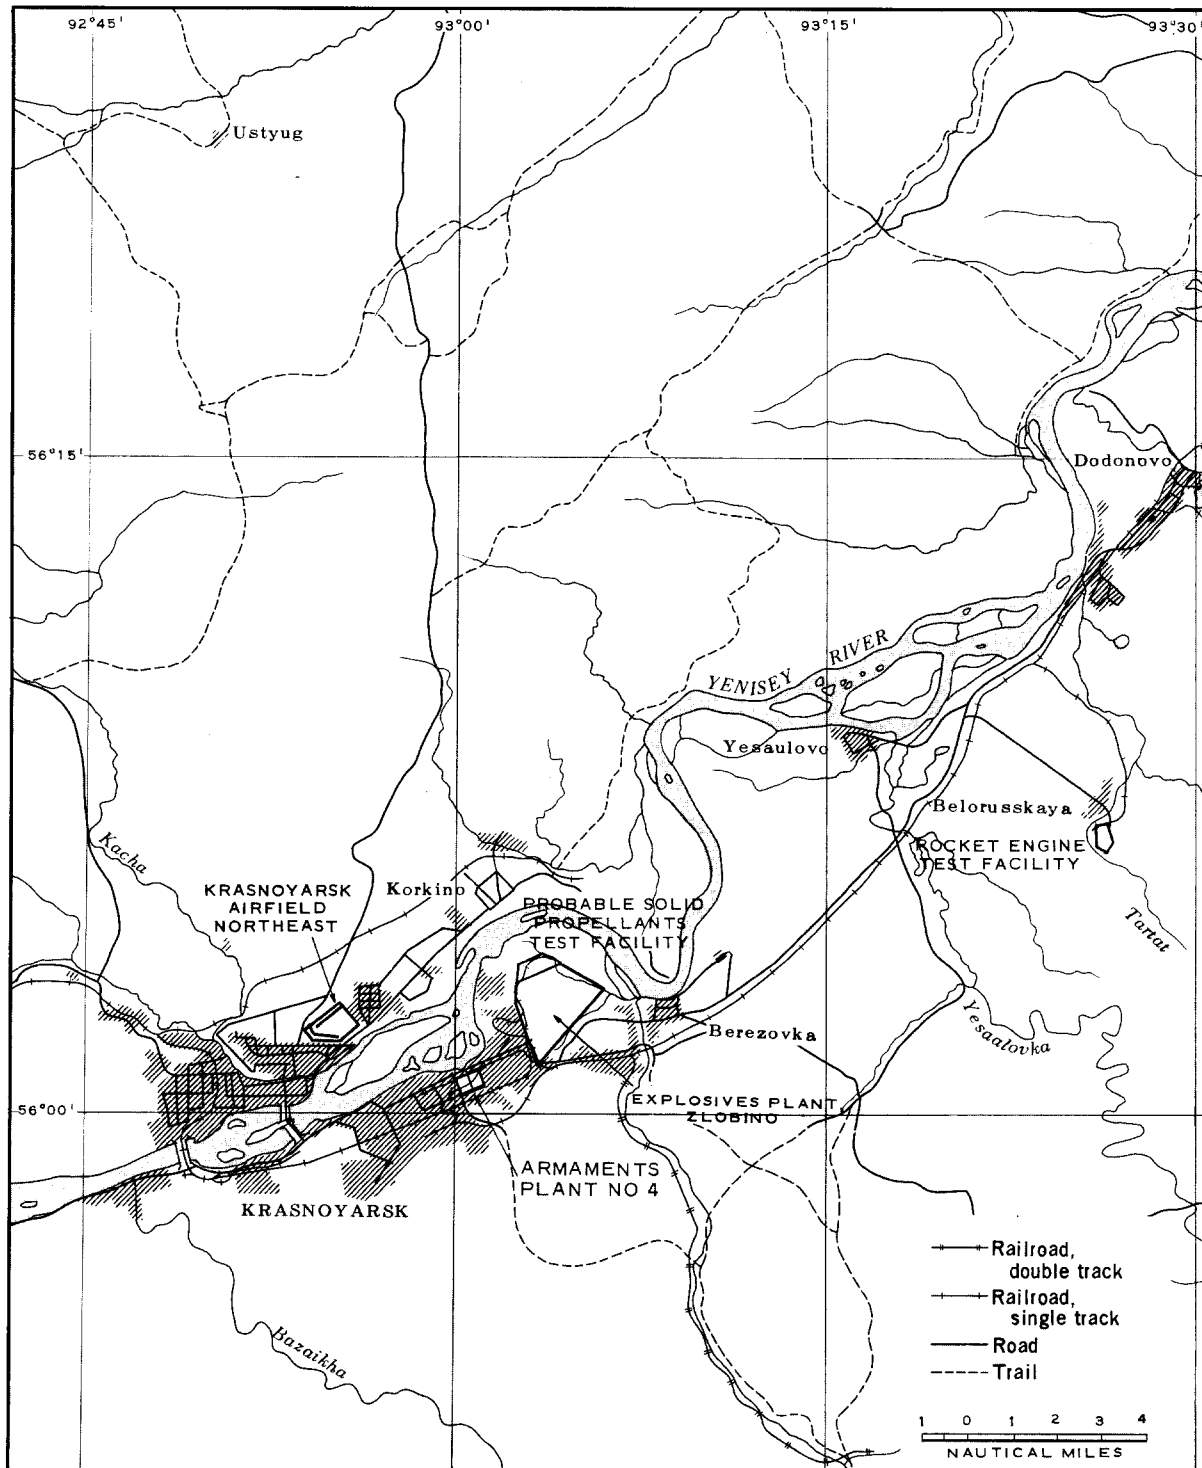 92°45'
93°00'
93°15'
93°30'
Ustyug
56°15'
Dodonovo
YENISEY RIVER
Yesaulovo
Belorusskaya
ROCKET ENGINE
TEST FACILITY
Kacha
KRASNOYARSK
AIRFIELD
NORTHEAST
Korkino
PROBABLE SOLID
PROPELLANTS
TEST FACILITY
Tartat
Yesaalovka
Berezovka
56°00'
EXPLOSIVES PLANT,
ZLOBINO
ARMAMENTS
PLANT NO 4
KRASNOYARSK
Bazaikha
Railroad,
double track
Railroad,
single track
Road
Trail
1 0 1 2 3 4
NAUTICAL MILES